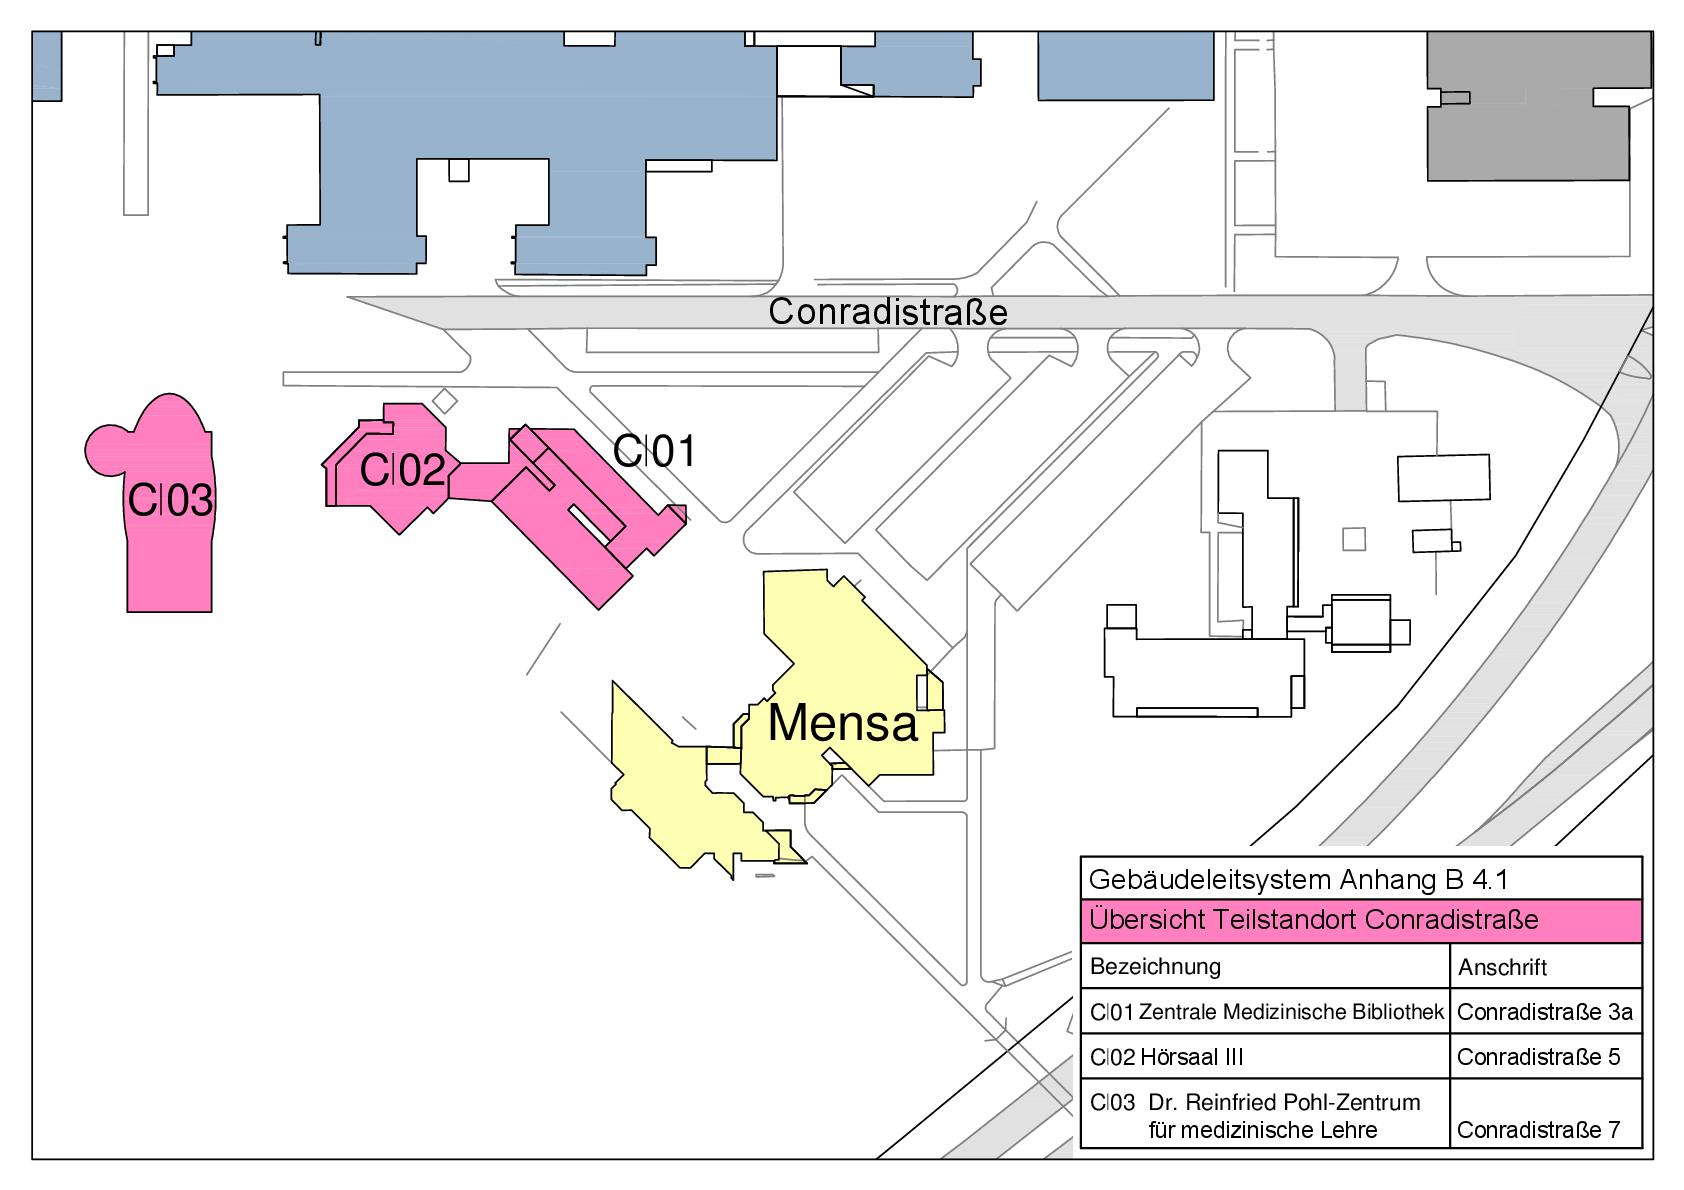 Conradistraße
C|01
C|02
C|03
Mensa
Gebäudeleitsystem Anhang B 4.1
Übersicht Teilstandort Conradistraße
Bezeichnung Anschrift
C|01 Zentrale Medizinische Bibliothek Conradistraße 3a
C|02 Hörsaal III Conradistraße 5
C|03 Dr. Reinfried Pohl-Zentrum
für medizinische Lehre Conradistraße 7